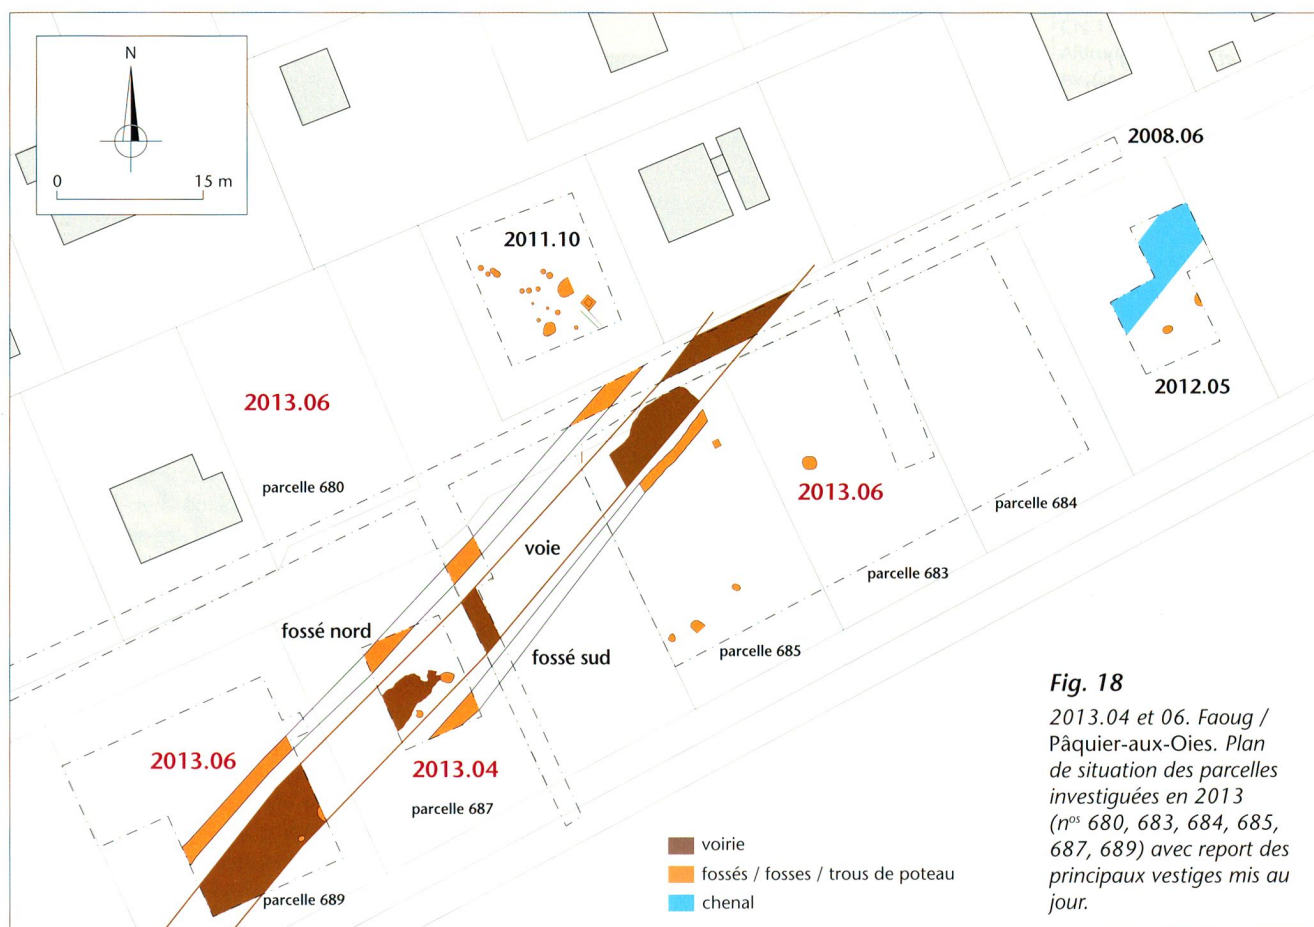 N
0 15 m
2008.06
2011.10
2012.05
2013.06
parcelle 680
2013.06
parcelle 684
voie
parcelle 683
fossé nord
fossé sud
parcelle 685
2013.06
2013.04
parcelle 687
parcelle 689
voirie
fossés / fosses / trous de poteau
chenal
Fig. 18
2013.04 et 06. Faoug /
Pâquier-aux-Oies. Plan
de situation des parcelles
investiguées en 2013
(nos 680, 683, 684, 685,
687, 689) avec report des
principaux vestiges mis au
jour.